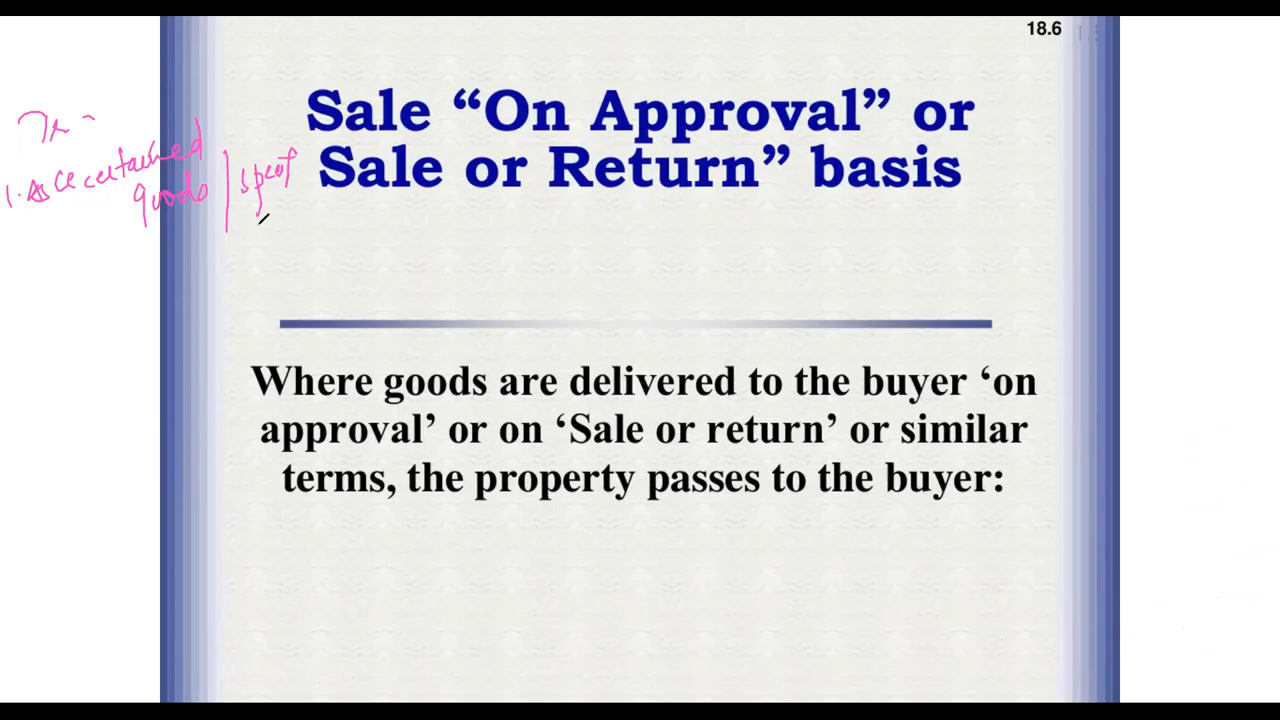 18.6
Sale “On Approval” or
Sale or Return” basis
1. Ascertained
goods
Where goods are delivered to the buyer ‘on
approval’ or on ‘Sale or return’ or similar
terms, the property passes to the buyer: